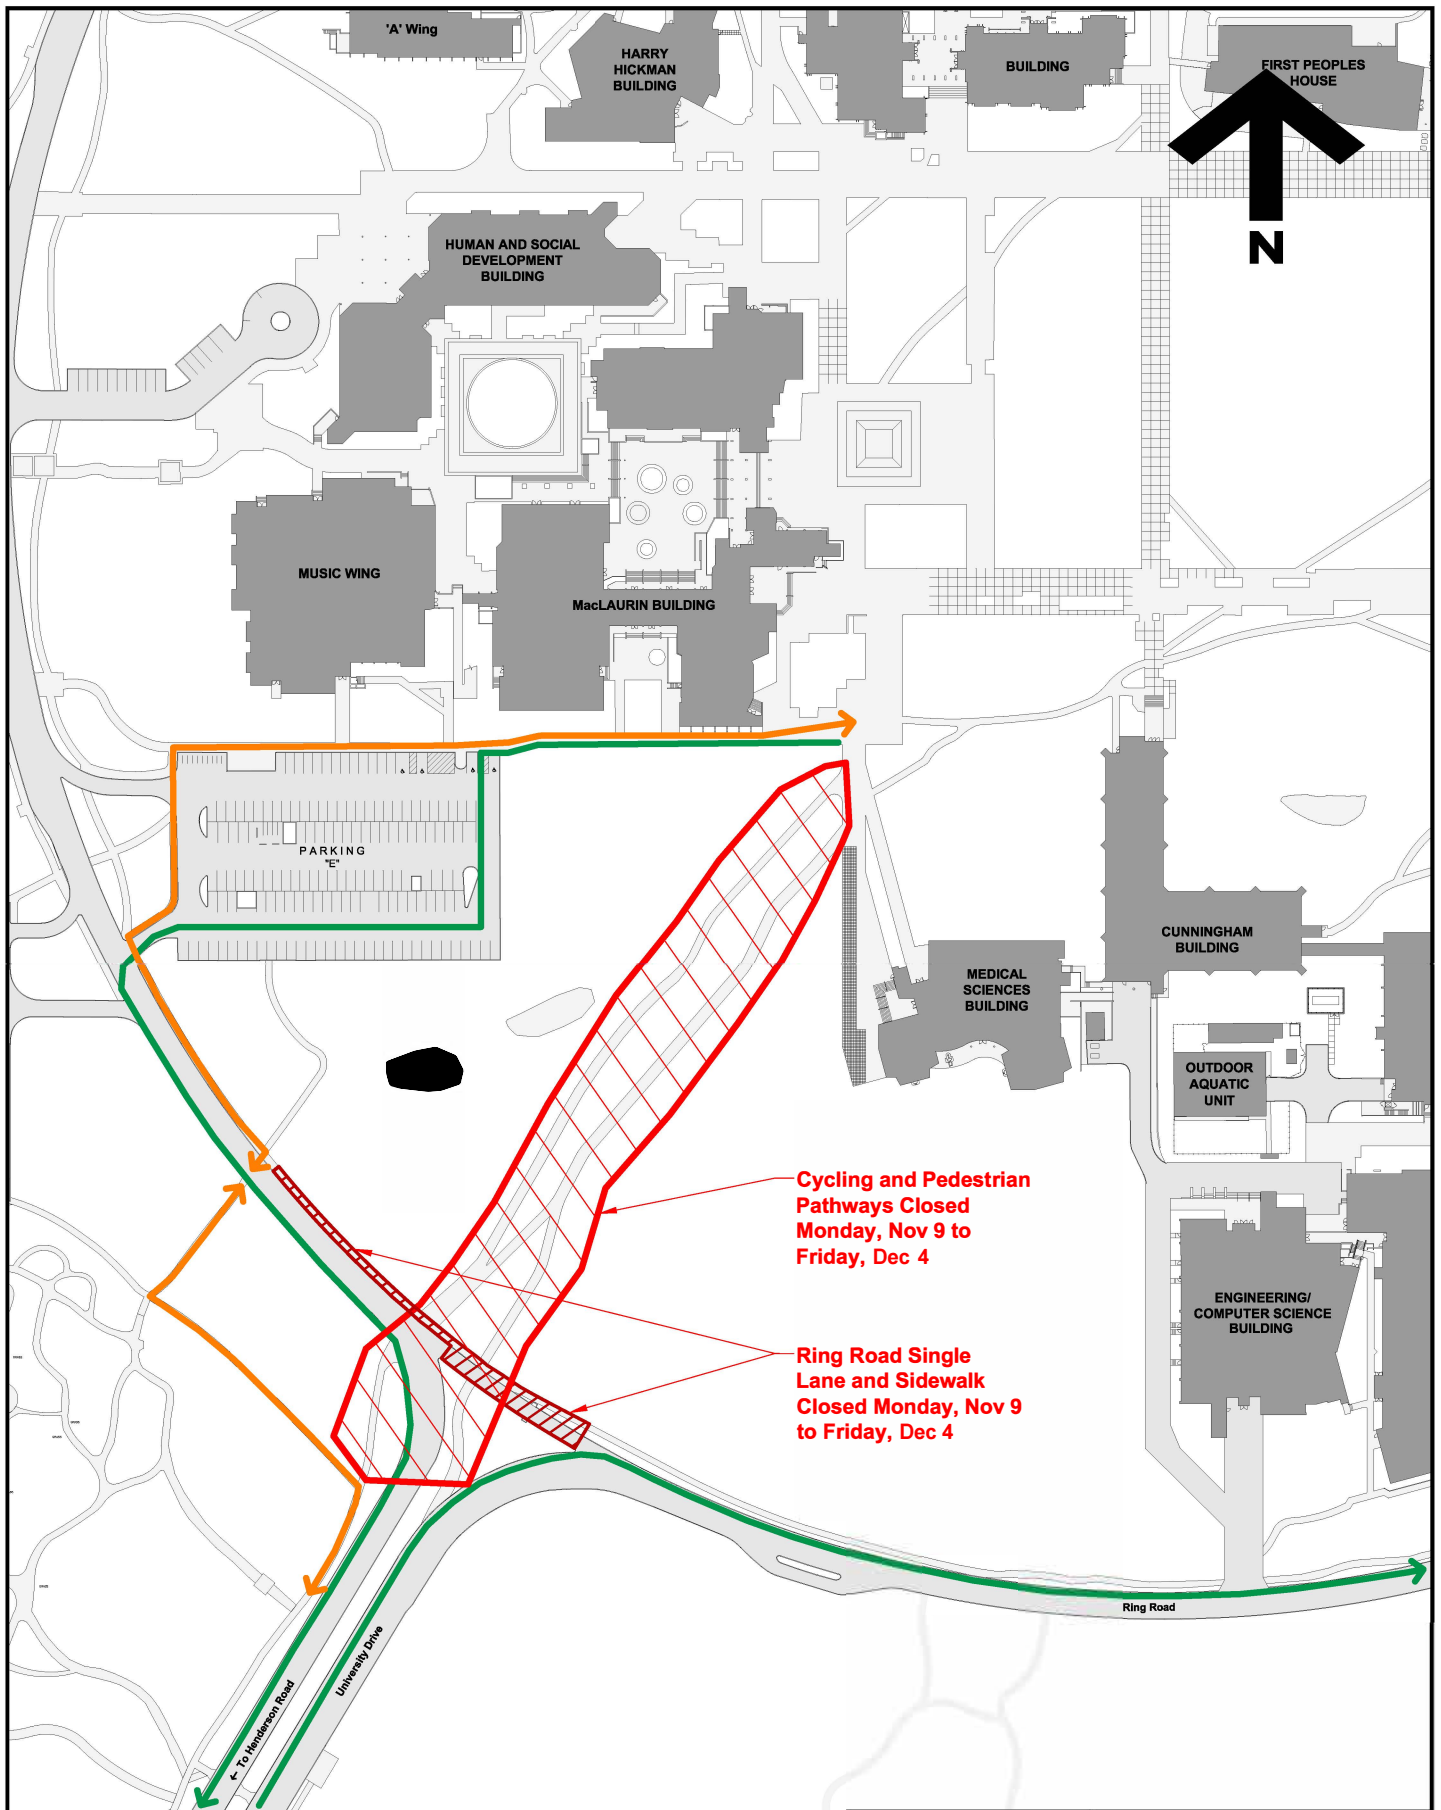 'A' Wing
HARRY
HICKMAN
BUILDING
BUILDING
FIRST PEOPLES
HOUSE
N
HUMAN AND SOCIAL
DEVELOPMENT
BUILDING
MUSIC WING
MacLAURIN BUILDING
PARKING
"E"
CUNNINGHAM
BUILDING
MEDICAL
SCIENCES
BUILDING
OUTDOOR
AQUATIC
UNIT
Cycling and Pedestrian
Pathways Closed
Monday, Nov 9 to
Friday, Dec 4
ENGINEERING/
COMPUTER SCIENCE
BUILDING
Ring Road Single
Lane and Sidewalk
Closed Monday, Nov 9
to Friday, Dec 4
Ring Road
University Drive
← To Henderson Road